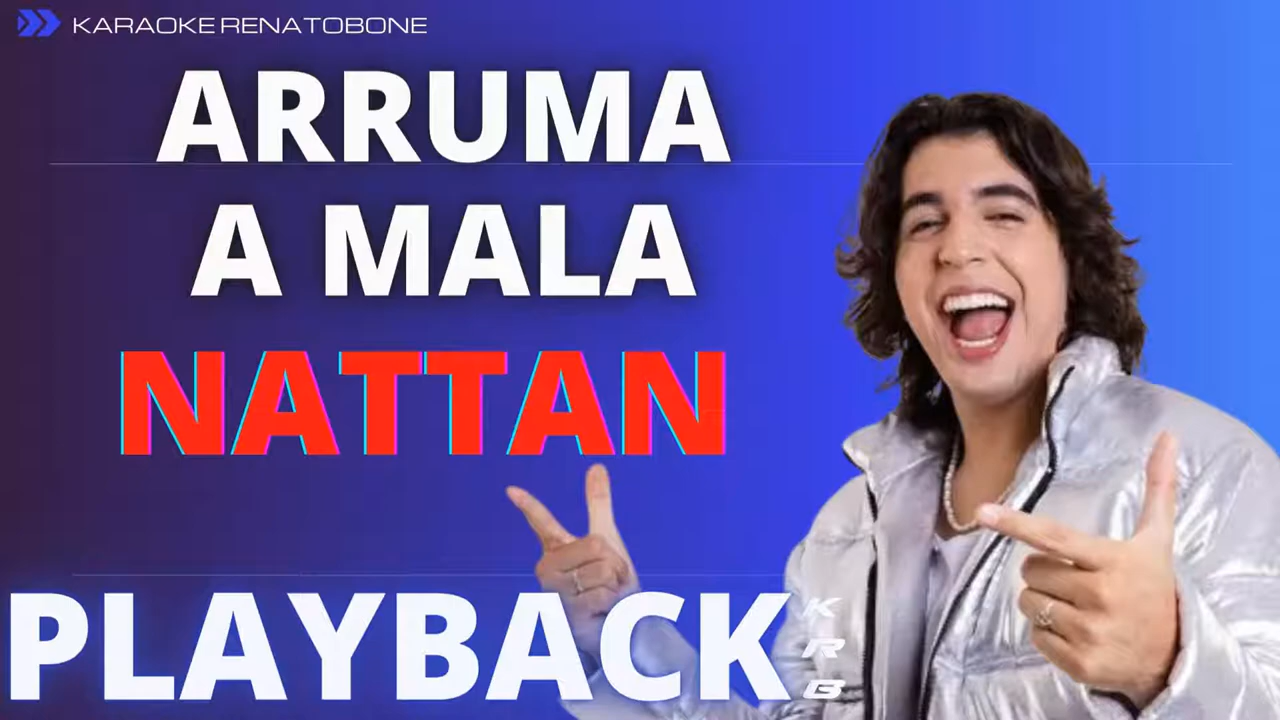 KARAOKE RENATOBONE
ARRUMA
A MALA
NATTAN
PLAYBACK
K
R
B